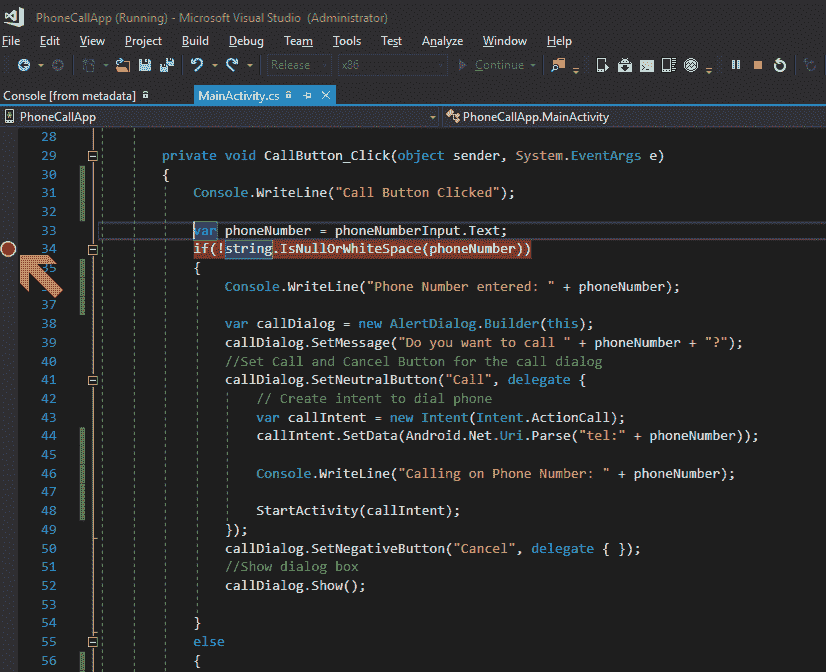 PhoneCallApp (Running) - Microsoft Visual Studio (Administrator)
File Edit View Project Build Debug Team Tools Test Analyze Window Help
Release x86 Continue
Console [from metadata] MainActivity.cs
PhoneCallApp PhoneCallApp.MainActivity
28
29 private void CallButton_Click(object sender, System.EventArgs e)
30 {
31 Console.WriteLine("Call Button Clicked");
32
33 var phoneNumber = phoneNumberInput.Text;
34 if(!string.IsNullOrWhiteSpace(phoneNumber))
35 {
Console.WriteLine("Phone Number entered: " + phoneNumber);
37
38 var callDialog = new AlertDialog.Builder(this);
39 callDialog.SetMessage("Do you want to call " + phoneNumber + "?");
40 //Set Call and Cancel Button for the call dialog
41 callDialog.SetNeutralButton("Call", delegate {
42 // Create intent to dial phone
43 var callIntent = new Intent(Intent.ActionCall);
44 callIntent.SetData(Android.Net.Uri.Parse("tel:" + phoneNumber));
45
46 Console.WriteLine("Calling on Phone Number: " + phoneNumber);
47
48 StartActivity(callIntent);
49 });
50 callDialog.SetNegativeButton("Cancel", delegate { });
51 //Show dialog box
52 callDialog.Show();
53
54 }
55 else
56 {